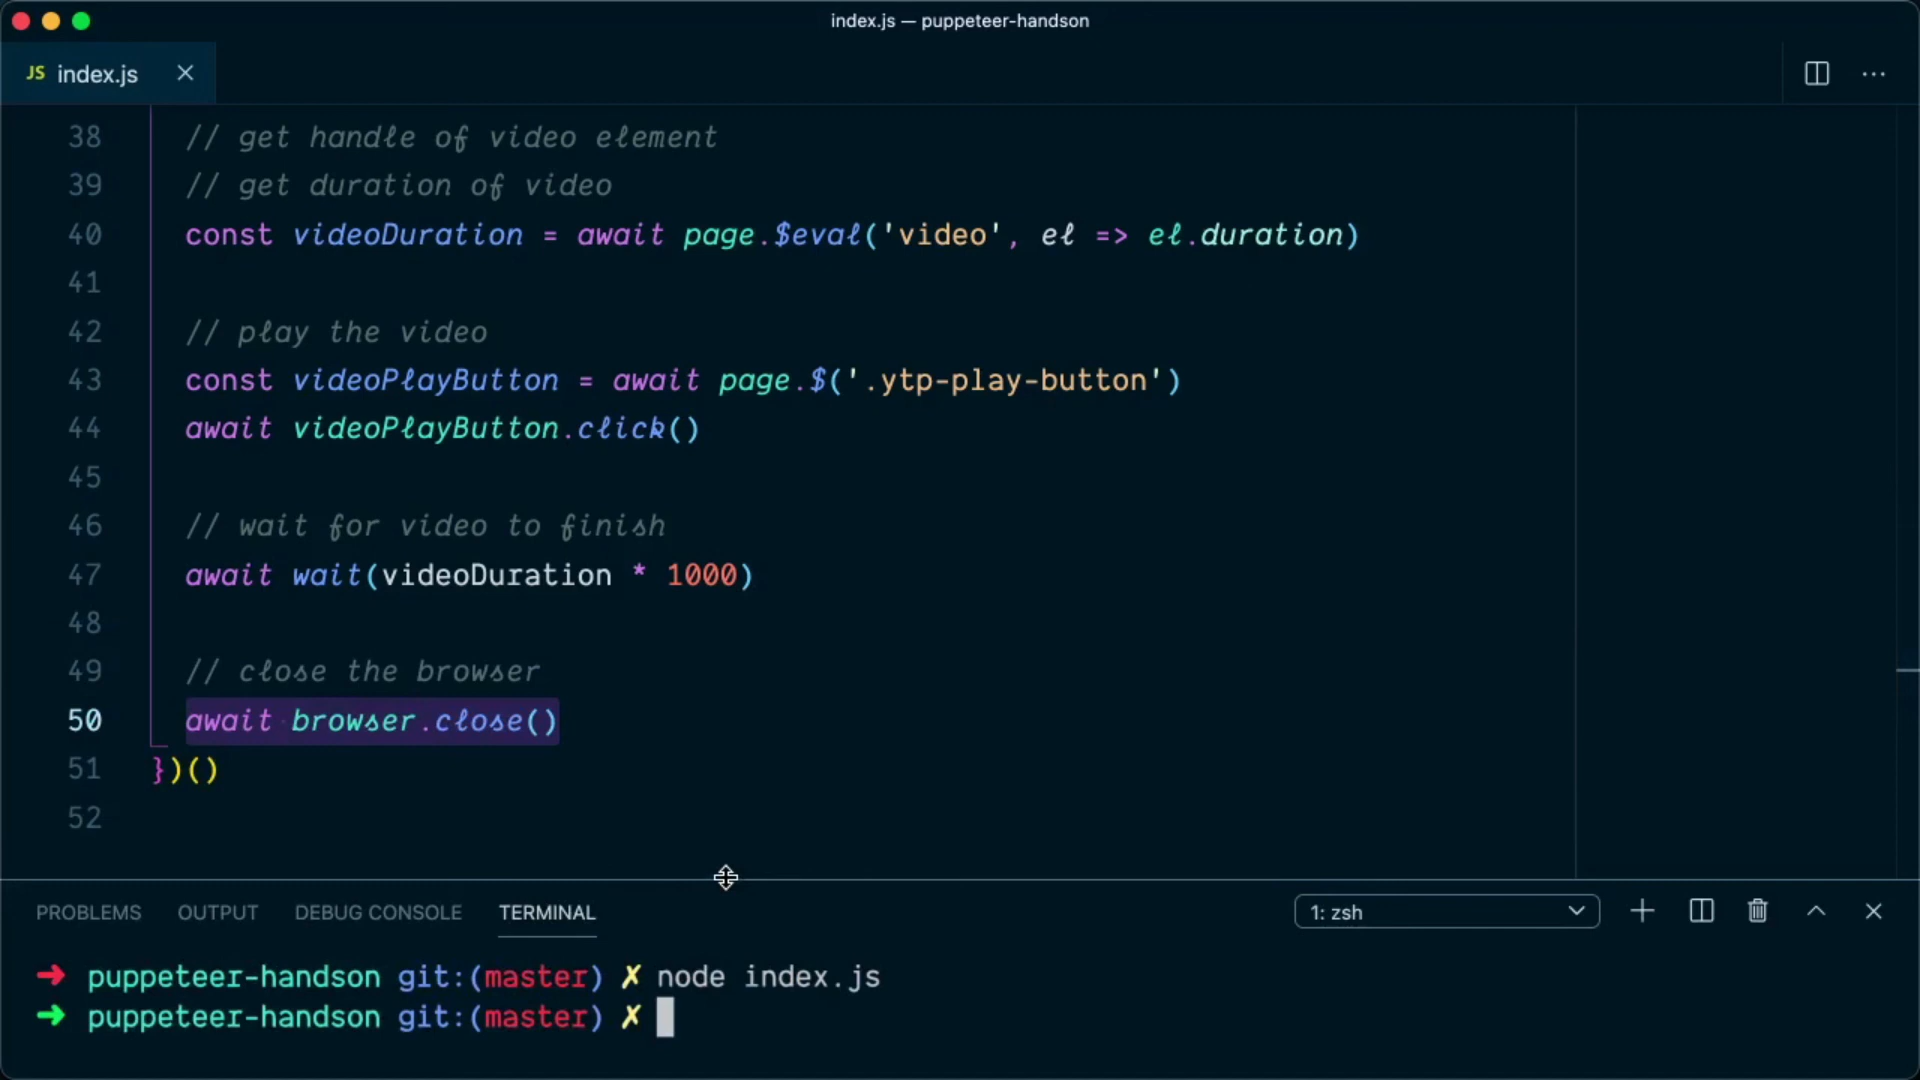 index.js — puppeteer-handson
JS index.js
38 // get handle of video element
39 // get duration of video
40 const videoDuration = await page.$eval('video', el => el.duration)
41
42 // play the video
43 const videoPlayButton = await page.$('.ytp-play-button')
44 await videoPlayButton.click()
45
46 // wait for video to finish
47 await wait(videoDuration * 1000)
48
49 // close the browser
50 await browser.close()
51 })()
52
PROBLEMS OUTPUT DEBUG CONSOLE TERMINAL 1: zsh
➜ puppeteer-handson git:(master) ✗ node index.js
➜ puppeteer-handson git:(master) ✗